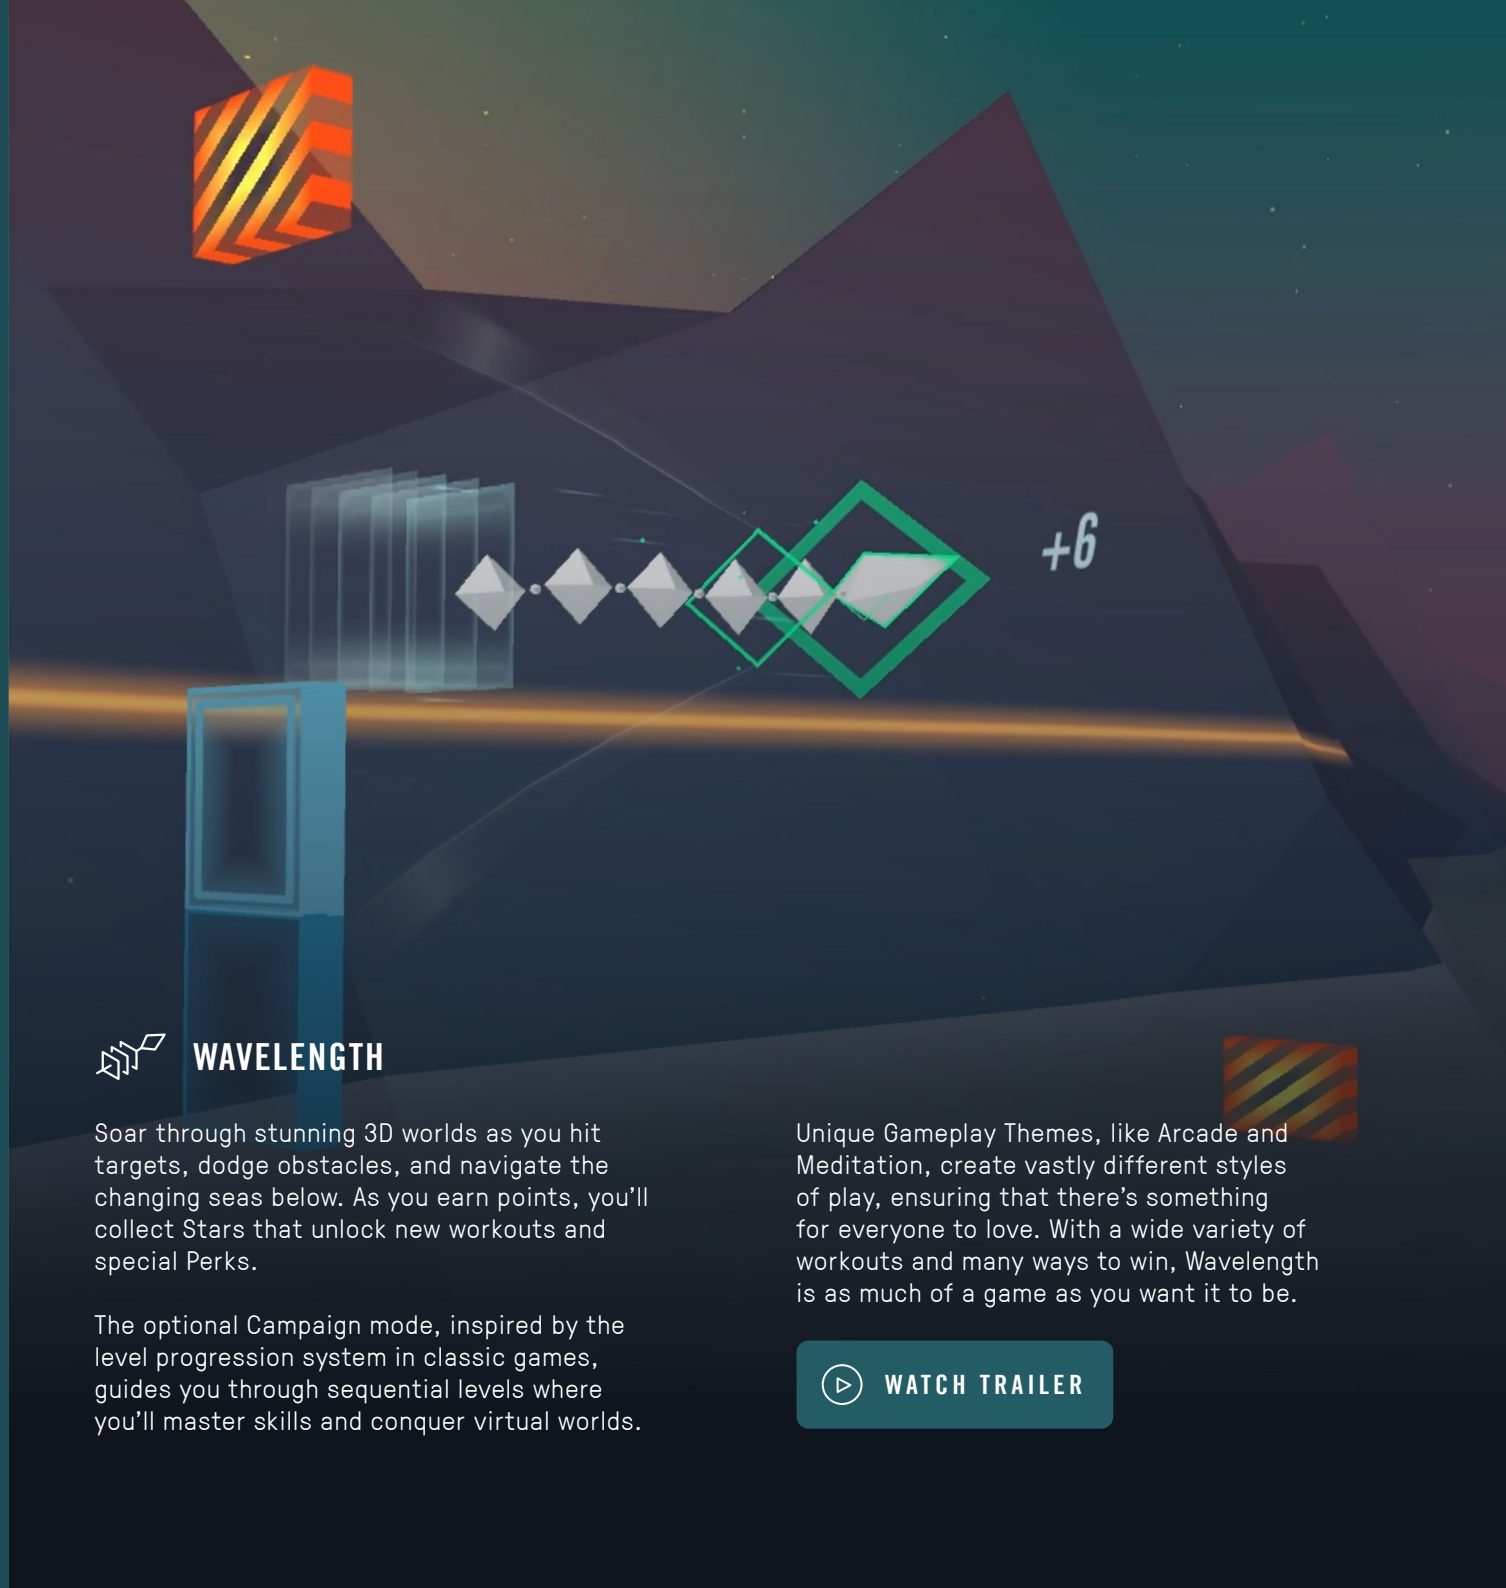 +6
WAVELENGTH
Soar through stunning 3D worlds as you hit
targets, dodge obstacles, and navigate the
changing seas below. As you earn points, you’ll
collect Stars that unlock new workouts and
special Perks.
The optional Campaign mode, inspired by the
level progression system in classic games,
guides you through sequential levels where
you’ll master skills and conquer virtual worlds.
Unique Gameplay Themes, like Arcade and
Meditation, create vastly different styles
of play, ensuring that there’s something
for everyone to love. With a wide variety of
workouts and many ways to win, Wavelength
is as much of a game as you want it to be.
WATCH TRAILER